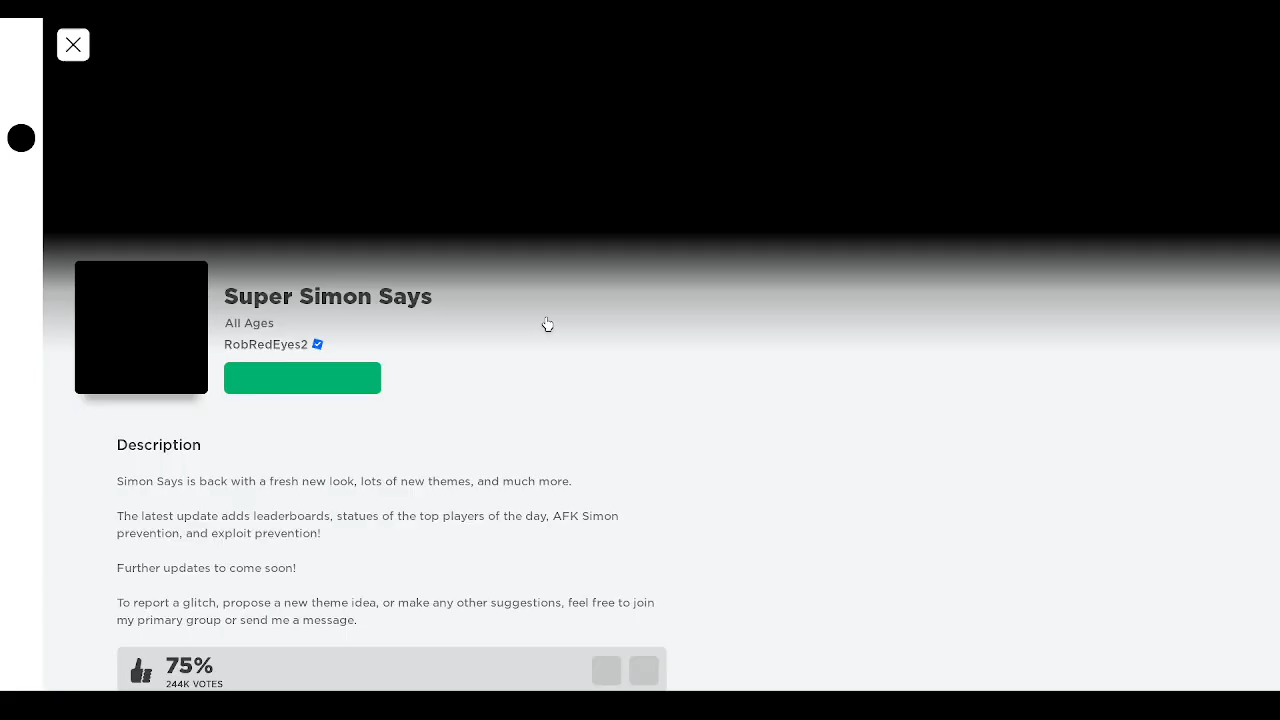 Super Simon Says
All Ages
RobRedEyes2
Description
Simon Says is back with a fresh new look, lots of new themes, and much more.
The latest update adds leaderboards, statues of the top players of the day, AFK Simon
prevention, and exploit prevention!
Further updates to come soon!
To report a glitch, propose a new theme idea, or make any other suggestions, feel free to join
my primary group or send me a message.
75%
244K VOTES